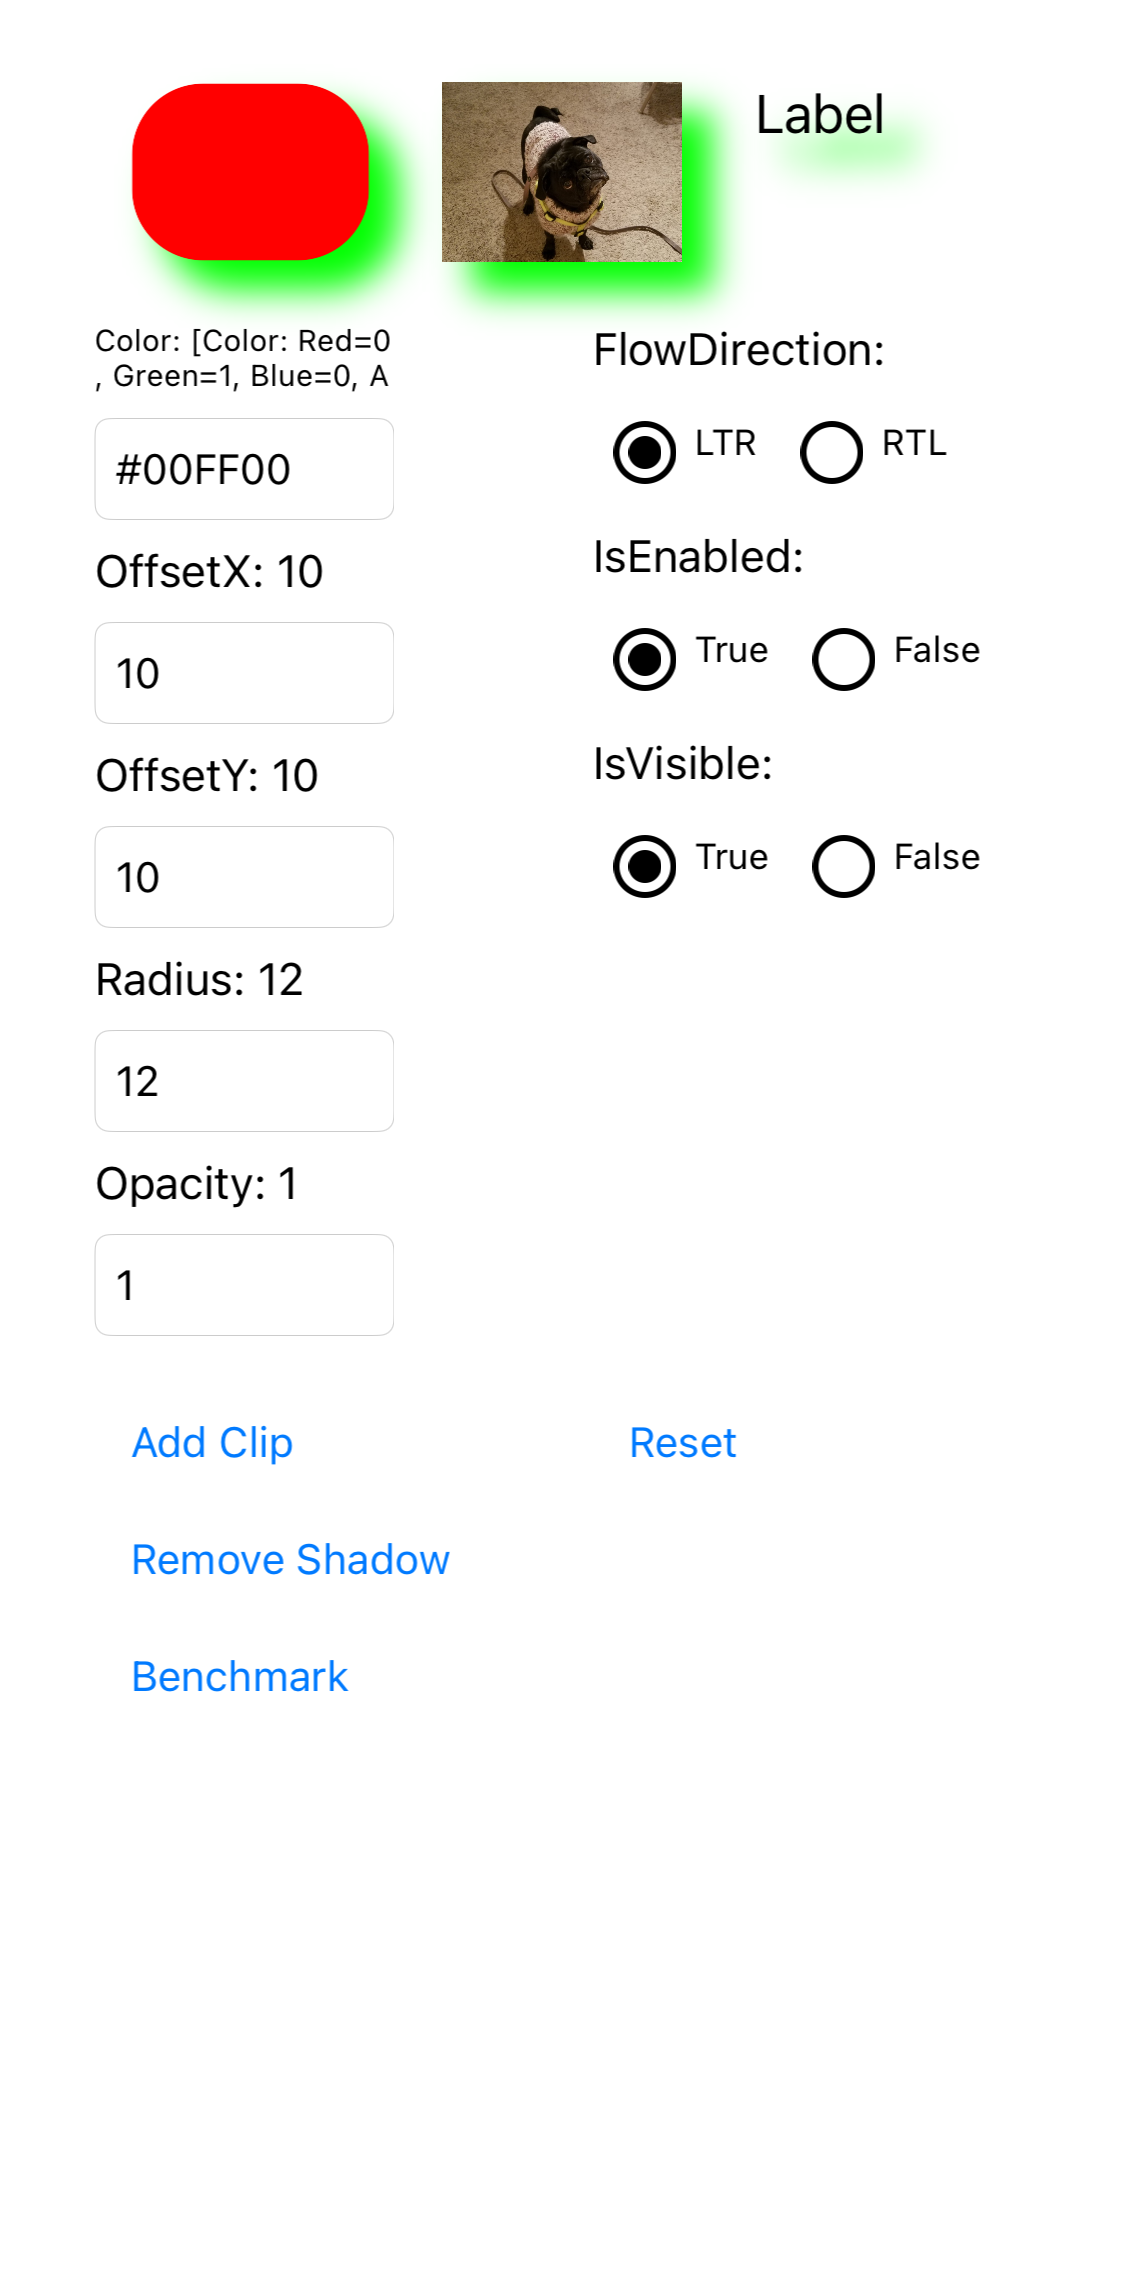 Label
Color: [Color: Red=0
, Green=1, Blue=0, A
#00FF00
OffsetX: 10
10
OffsetY: 10
10
Radius: 12
12
Opacity: 1
1
FlowDirection:
LTR RTL
IsEnabled:
True False
IsVisible:
True False
Add Clip Reset
Remove Shadow
Benchmark